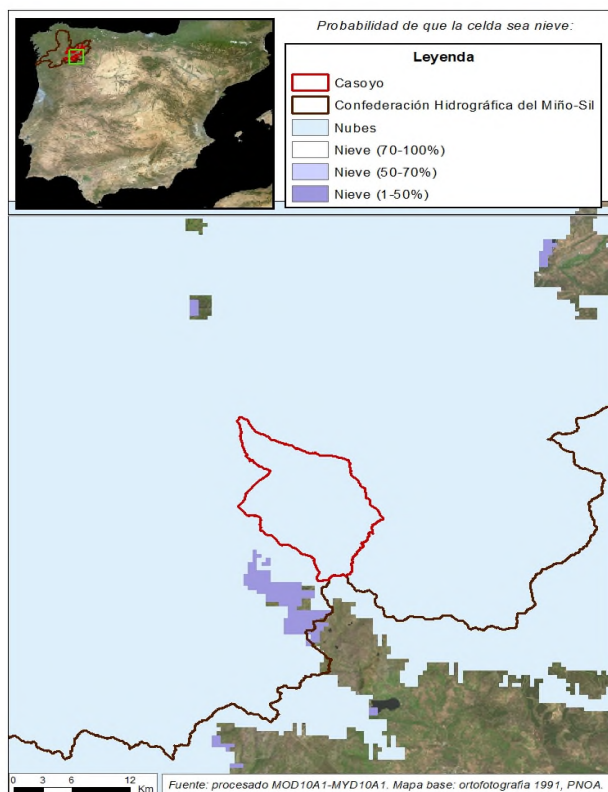 Probabilidad de que la celda sea nieve:
Leyenda
Casoyo
Confederación Hidrográfica del Miño-Sil
Nubes
Nieve (70-100%)
Nieve (50-70%)
Nieve (1-50%)
0 3 6 12
Km
Fuente: procesado MOD10A1-MYD10A1. Mapa base: ortofotografía 1991, PNOA.